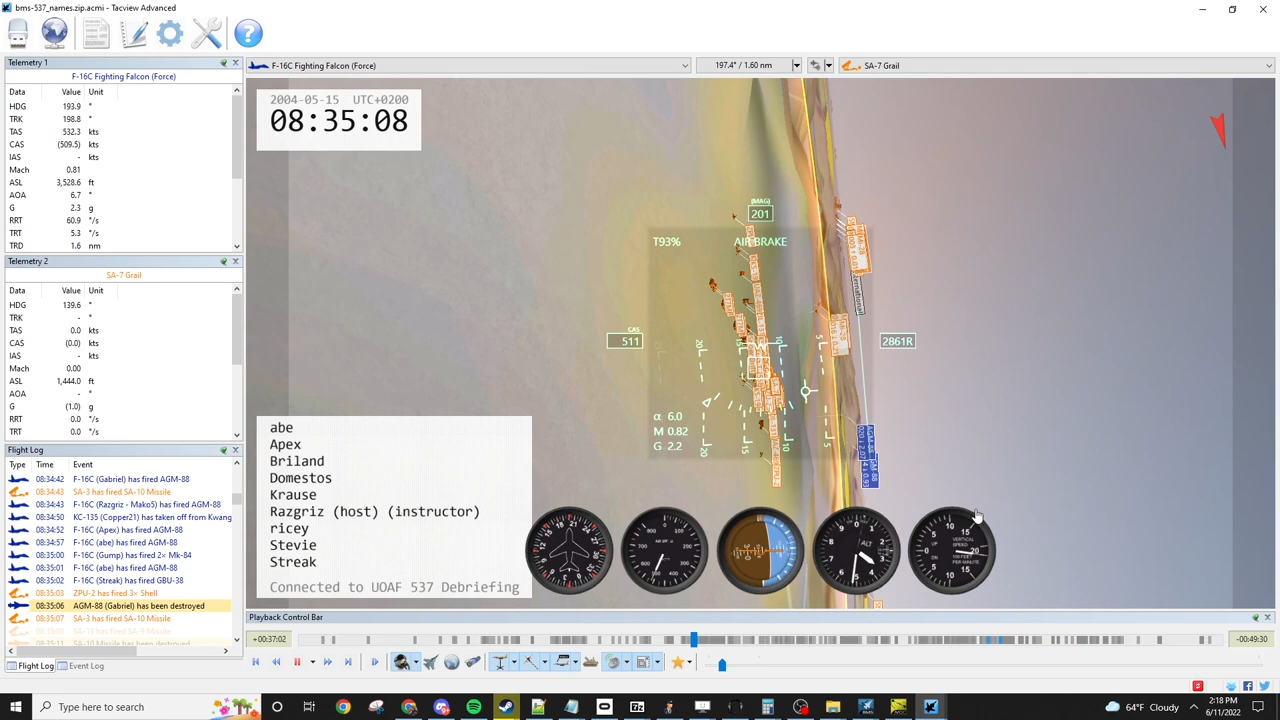 bms-537_names.zip.acmi - Tacview Advanced
Telemetry 1
F-16C Fighting Falcon (Force)
Data Value Unit
HDG 193.9 °
TRK 198.8 °
TAS 532.3 kts
CAS (509.5) kts
IAS - kts
Mach 0.81
ASL 3,528.6 ft
AOA 6.7 °
G 2.3 g
RRT 60.9 °/s
TRT 5.3 °/s
TRD 1.6 nm
Telemetry 2
SA-7 Grail
Data Value Unit
HDG 139.6 °
TRK - °
TAS 0.0 kts
CAS (0.0) kts
IAS - kts
Mach 0.00
ASL 1,444.0 ft
AOA - °
G (1.0) g
RRT - °/s
TRT - °/s
Flight Log
Type Time Event
08:34:42 F-16C (Gabriel) has fired AGM-88
08:34:43 SA-3 has fired SA-10 Missile
08:34:43 F-16C (Razgriz - Mako5) has fired AGM-88
08:34:50 KC-135 (Copper21) has taken off from Kwang
08:34:52 F-16C (Apex) has fired AGM-88
08:34:57 F-16C (abe) has fired AGM-88
08:35:00 F-16C (Gump) has fired 2× Mk-84
08:35:01 F-16C (abe) has fired AGM-88
08:35:02 F-16C (Streak) has fired GBU-38
08:35:03 ZPU-2 has fired 3× Shell
08:35:06 AGM-88 (Gabriel) has been destroyed
08:35:07 SA-3 has fired SA-10 Missile
Flight Log Event Log
F-16C Fighting Falcon (Force)
197.4° / 1.60 nm
SA-7 Grail
2004-05-15 UTC+0200
08:35:08
(MAG)
201
T93% AIR BRAKE
CAS
511
2861R
α 6.0
M 0.82
G 2.2
abe
Apex
Briland
Domestos
Krause
Razgriz (host) (instructor)
ricey
Stevie
Streak
Connected to UOAF 537 Debriefing
ALT
VERTICAL
SPEED
Playback Control Bar
+00:37:02
-00:49:30
Type here to search
64°F Cloudy
2:18 PM
6/11/2022